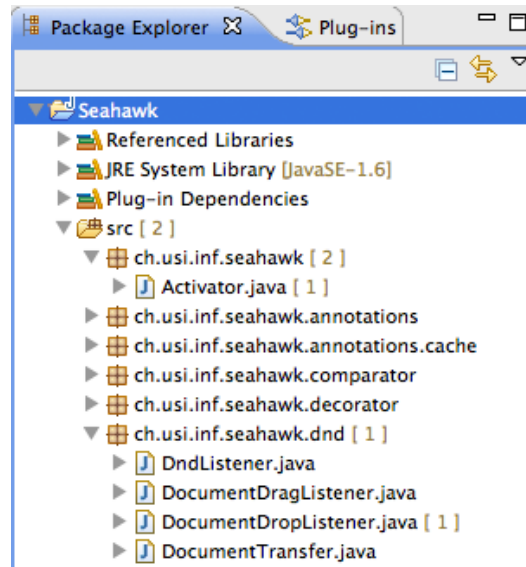 Package Explorer Plug-ins
Seahawk
Referenced Libraries
JRE System Library [JavaSE-1.6]
Plug-in Dependencies
src [ 2 ]
ch.usi.inf.seahawk [ 2 ]
Activator.java [ 1 ]
ch.usi.inf.seahawk.annotations
ch.usi.inf.seahawk.annotations.cache
ch.usi.inf.seahawk.comparator
ch.usi.inf.seahawk.decorator
ch.usi.inf.seahawk.dnd [ 1 ]
DndListener.java
DocumentDragListener.java
DocumentDropListener.java [ 1 ]
DocumentTransfer.java